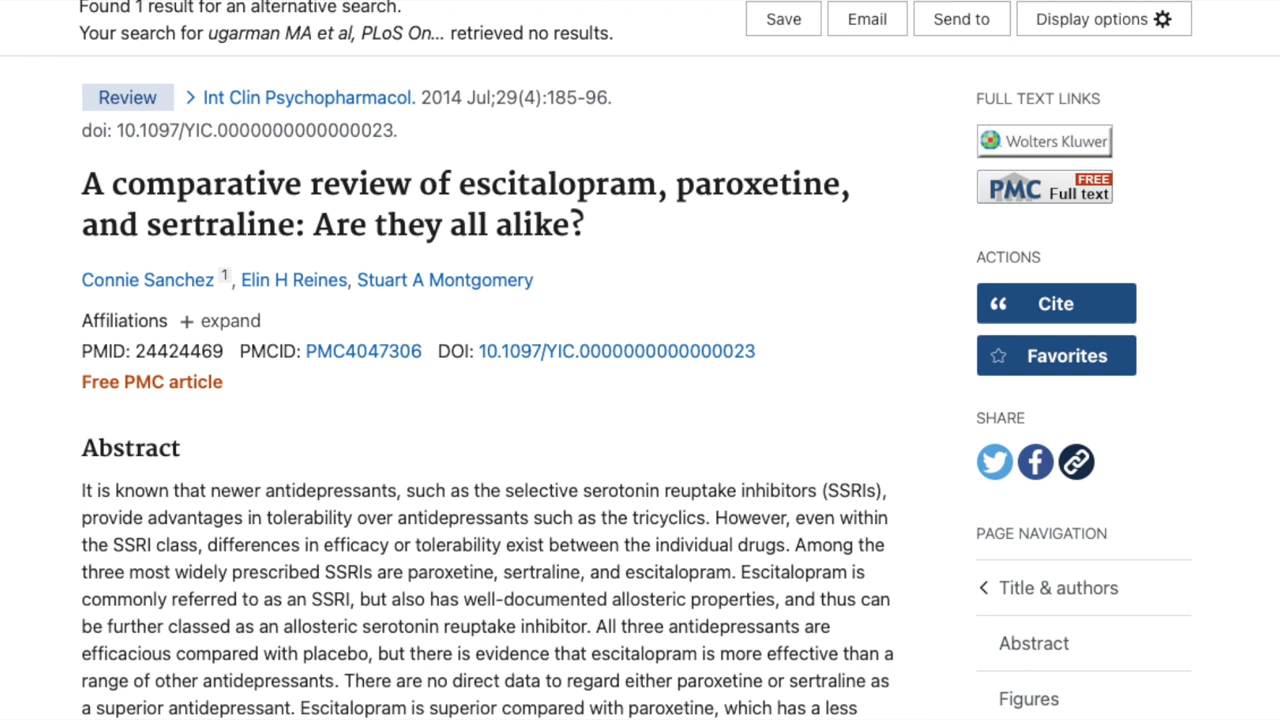 Found 1 result for an alternative search.
Your search for ugarman MA et al, PLoS On... retrieved no results.
Save
Email
Send to
Display options
Review
Int Clin Psychopharmacol. 2014 Jul;29(4):185-96.
doi: 10.1097/YIC.0000000000000023.
A comparative review of escitalopram, paroxetine,
and sertraline: Are they all alike?
Connie Sanchez 1, Elin H Reines, Stuart A Montgomery
Affiliations + expand
PMID: 24424469 PMCID: PMC4047306 DOI: 10.1097/YIC.0000000000000023
Free PMC article
Abstract
It is known that newer antidepressants, such as the selective serotonin reuptake inhibitors (SSRIs),
provide advantages in tolerability over antidepressants such as the tricyclics. However, even within
the SSRI class, differences in efficacy or tolerability exist between the individual drugs. Among the
three most widely prescribed SSRIs are paroxetine, sertraline, and escitalopram. Escitalopram is
commonly referred to as an SSRI, but also has well-documented allosteric properties, and thus can
be further classed as an allosteric serotonin reuptake inhibitor. All three antidepressants are
efficacious compared with placebo, but there is evidence that escitalopram is more effective than a
range of other antidepressants. There are no direct data to regard either paroxetine or sertraline as
a superior antidepressant. Escitalopram is superior compared with paroxetine, which has a less
FULL TEXT LINKS
Wolters Kluwer
PMC FREE Full text
ACTIONS
Cite
Favorites
SHARE
PAGE NAVIGATION
Title & authors
Abstract
Figures